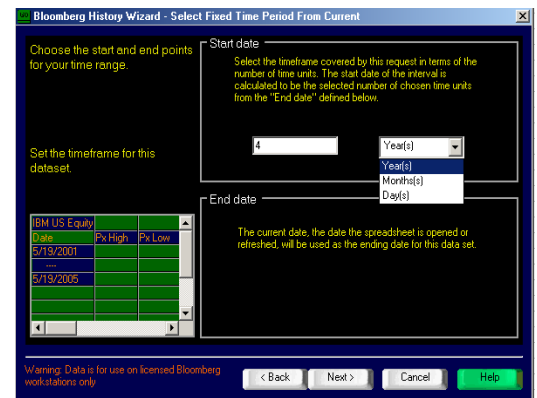 Bloomberg History Wizard - Select Fixed Time Period From Current
Choose the start and end points
for your time range.
Set the timeframe for this
dataset.
IBM US Equity
Date Px High Px Low
5/19/2001
....
5/19/2005
Start date
Select the timeframe covered by this request in terms of the
number of time units. The start date of the interval is
calculated to be the selected number of chosen time units
from the "End date" defined below.
4 Year(s)
Year(s)
Months(s)
Day(s)
End date
The current date, the date the spreadsheet is opened or
refreshed, will be used as the ending date for this data set.
Warning: Data is for use on licensed Bloomberg
workstations only
< Back Next > Cancel Help